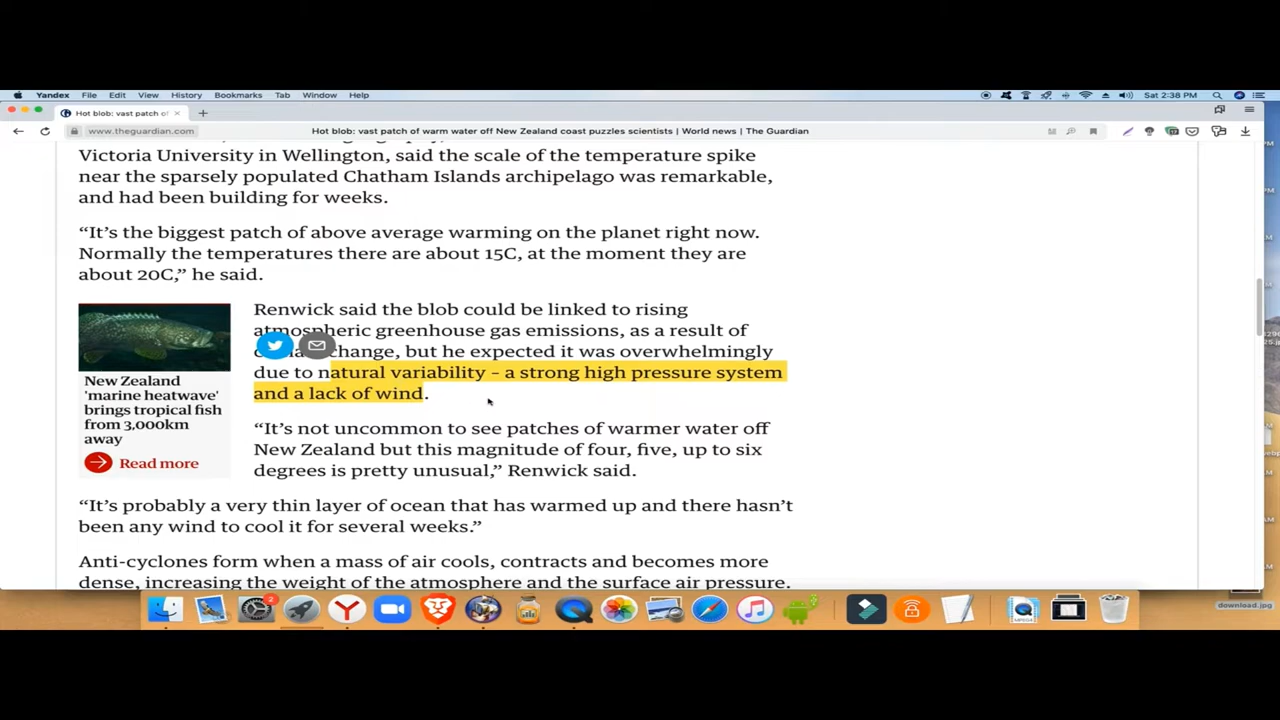 Yandex File Edit View History Bookmarks Tab Window Help Sat 2:38 PM
Hot blob: vast patch of
www.theguardian.com Hot blob: vast patch of warm water off New Zealand coast puzzles scientists | World news | The Guardian
Victoria University in Wellington, said the scale of the temperature spike
near the sparsely populated Chatham Islands archipelago was remarkable,
and had been building for weeks.
“It’s the biggest patch of above average warming on the planet right now.
Normally the temperatures there are about 15C, at the moment they are
about 20C,” he said.
New Zealand
'marine heatwave'
brings tropical fish
from 3,000km
away
Read more
Renwick said the blob could be linked to rising
atmospheric greenhouse gas emissions, as a result of
change, but he expected it was overwhelmingly
due to natural variability – a strong high pressure system
and a lack of wind.
“It’s not uncommon to see patches of warmer water off
New Zealand but this magnitude of four, five, up to six
degrees is pretty unusual,” Renwick said.
“It’s probably a very thin layer of ocean that has warmed up and there hasn’t
been any wind to cool it for several weeks.”
Anti-cyclones form when a mass of air cools, contracts and becomes more
dense, increasing the weight of the atmosphere and the surface air pressure.
download.jpg